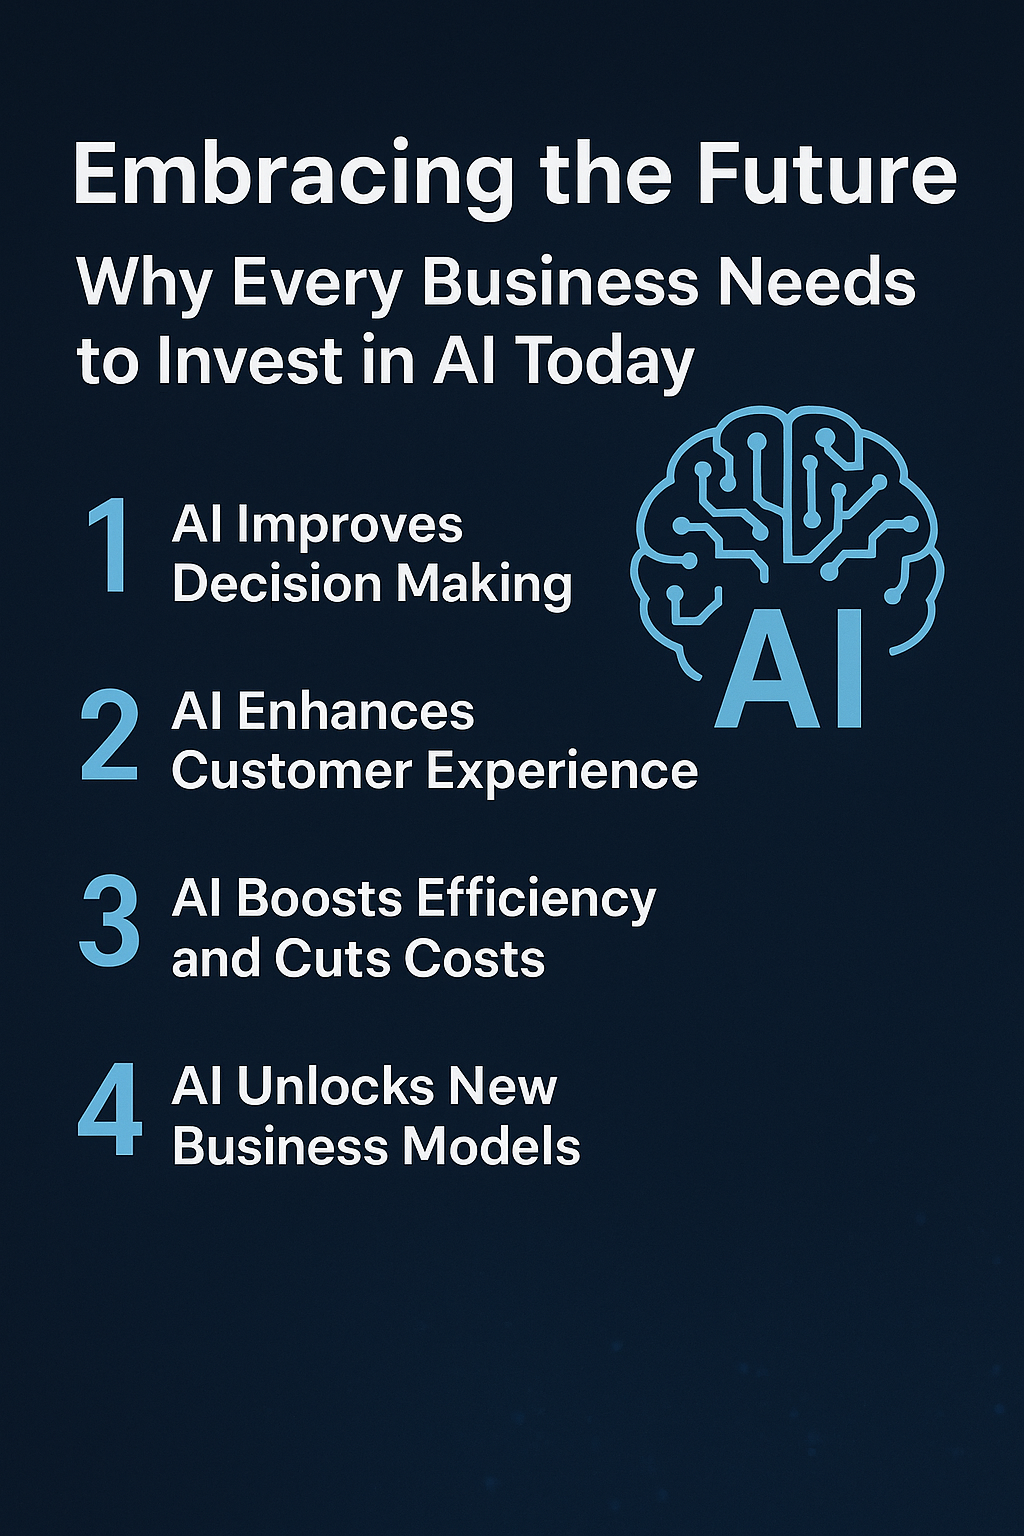 Embracing the Future
Why Every Business Needs
to Invest in AI Today
1 AI Improves
Decision Making
AI
2 AI Enhances
Customer Experience
3 AI Boosts Efficiency
and Cuts Costs
4 AI Unlocks New
Business Models